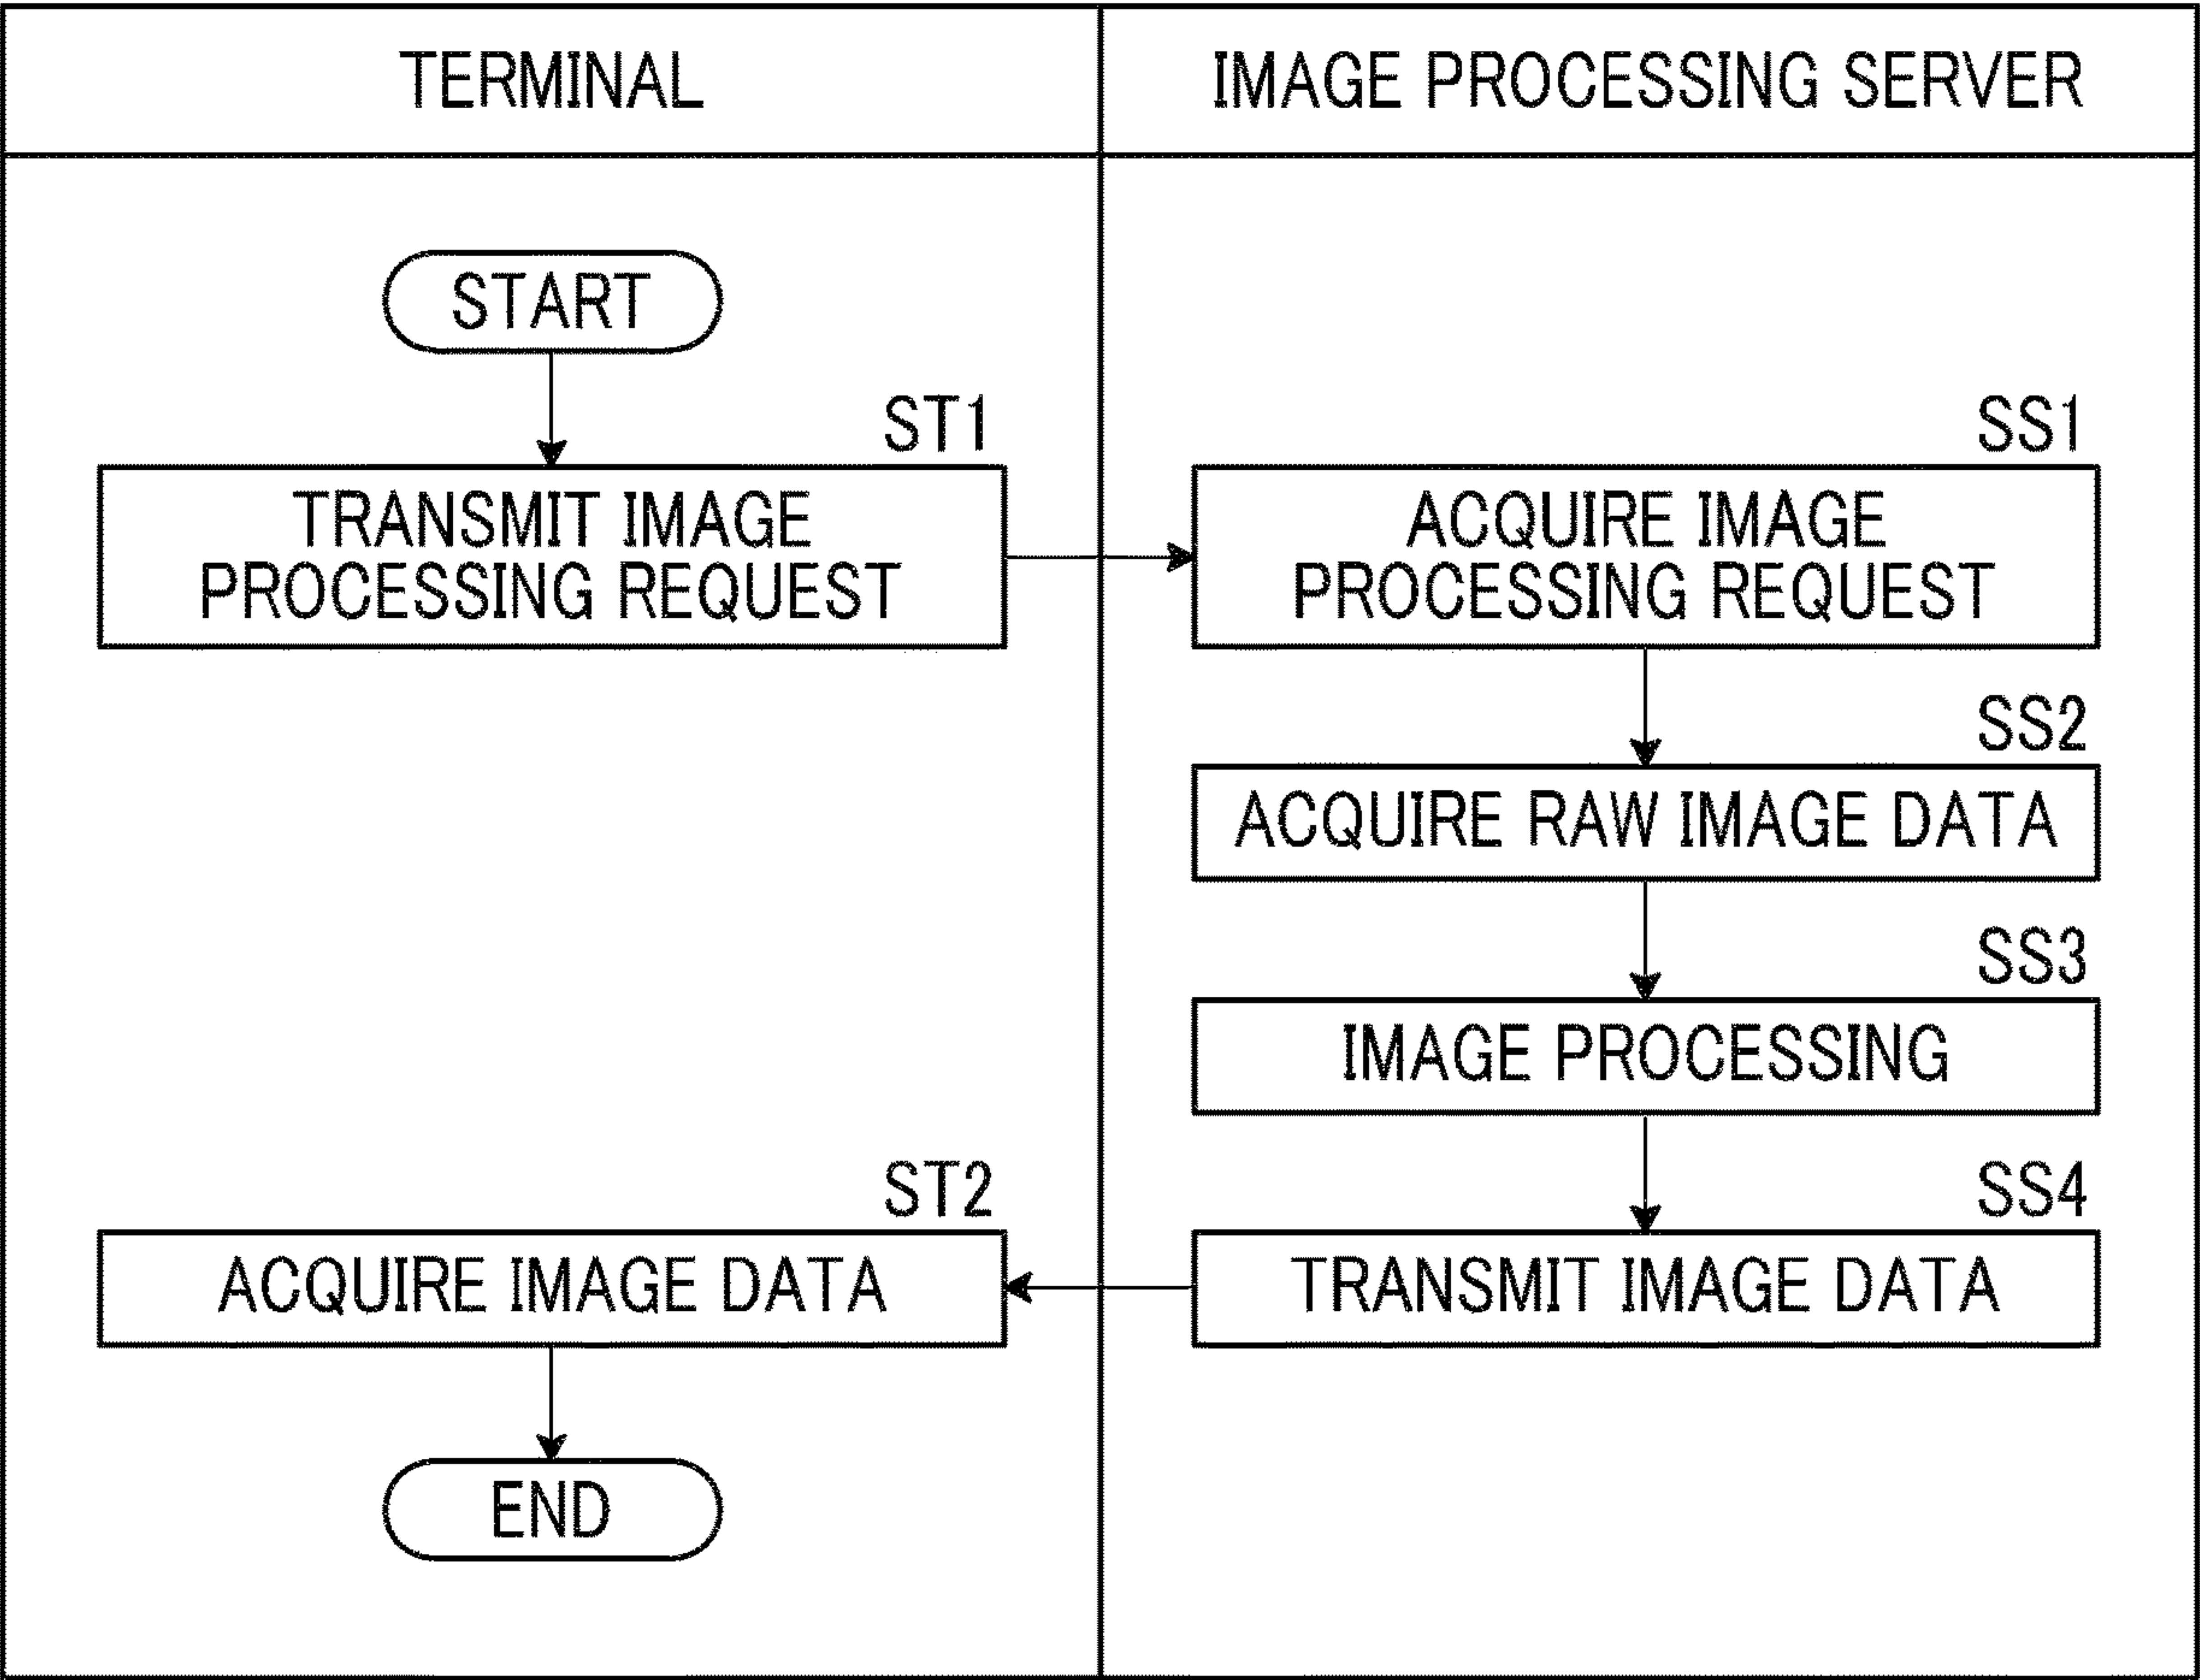 TERMINAL
IMAGE PROCESSING SERVER
START
ST1
TRANSMIT IMAGE
PROCESSING REQUEST
SS1
ACQUIRE IMAGE
PROCESSING REQUEST
SS2
ACQUIRE RAW IMAGE DATA
SS3
IMAGE PROCESSING
SS4
TRANSMIT IMAGE DATA
ST2
ACQUIRE IMAGE DATA
END